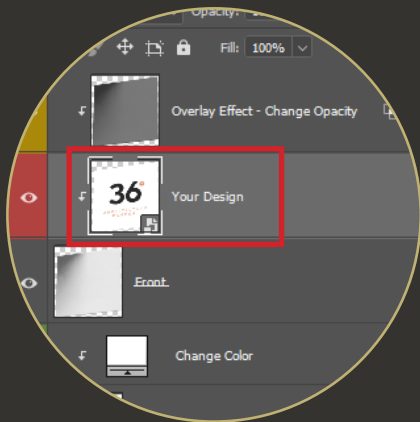 Opacity:
Fill: 100%
Overlay Effect - Change Opacity
36°
Your Design
Front
Change Color